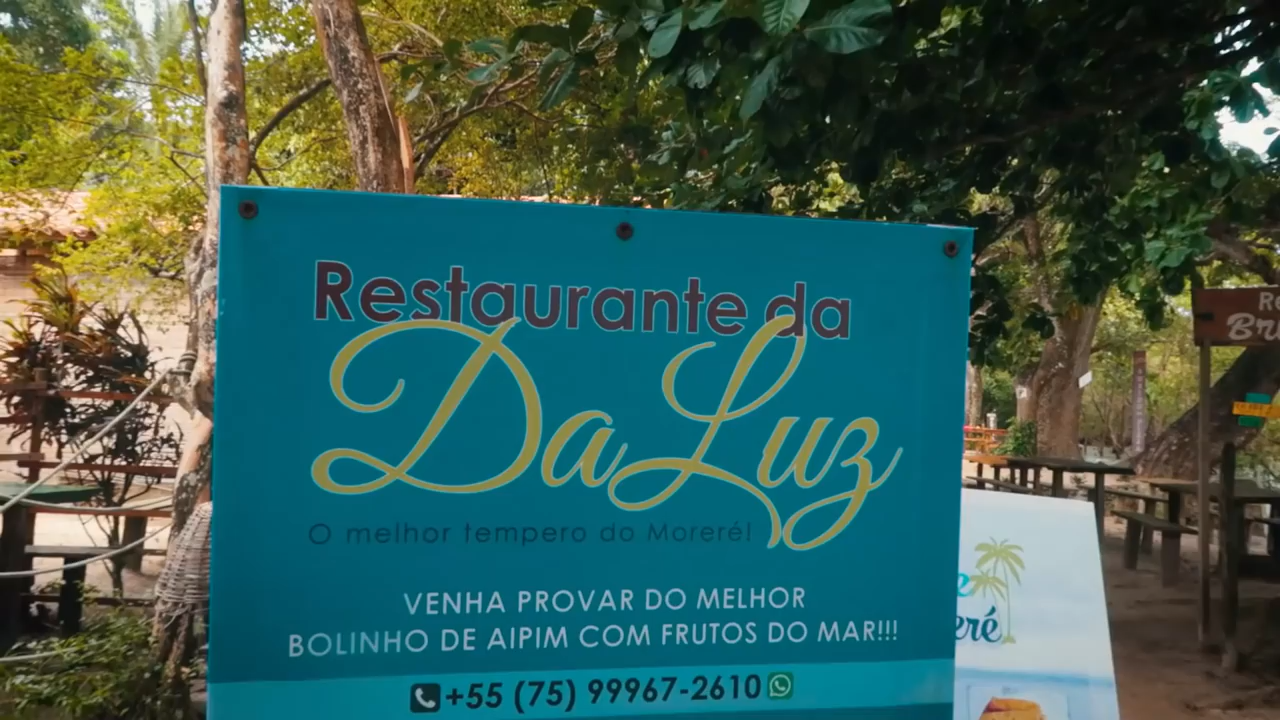 Restaurante da
DaLuz
O melhor tempero do Moreré!
VENHA PROVAR DO MELHOR
BOLINHO DE AIPIM COM FRUTOS DO MAR!!!
+55 (75) 99967-2610